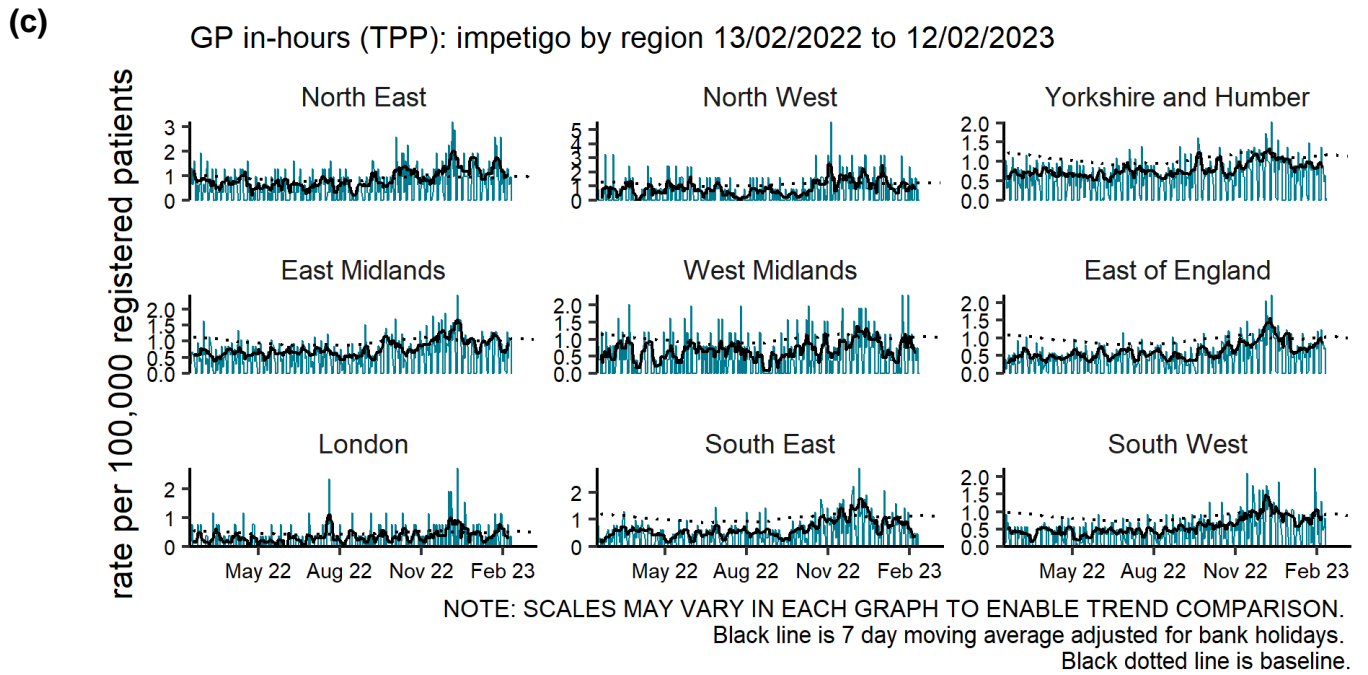 (c)
GP in-hours (TPP): impetigo by region 13/02/2022 to 12/02/2023
rate per 100,000 registered patients
North East
3
2
1
0
North West
5
4
3
2
1
0
Yorkshire and Humber
2.0
1.5
1.0
0.5
0.0
East Midlands
2.0
1.5
1.0
0.5
0.0
West Midlands
2.0
1.5
1.0
0.5
0.0
East of England
2.0
1.5
1.0
0.5
0.0
London
2
1
0
South East
2
1
0
South West
2.0
1.5
1.0
0.5
0.0
May 22 Aug 22 Nov 22 Feb 23
May 22 Aug 22 Nov 22 Feb 23
May 22 Aug 22 Nov 22 Feb 23
NOTE: SCALES MAY VARY IN EACH GRAPH TO ENABLE TREND COMPARISON.
Black line is 7 day moving average adjusted for bank holidays.
Black dotted line is baseline.